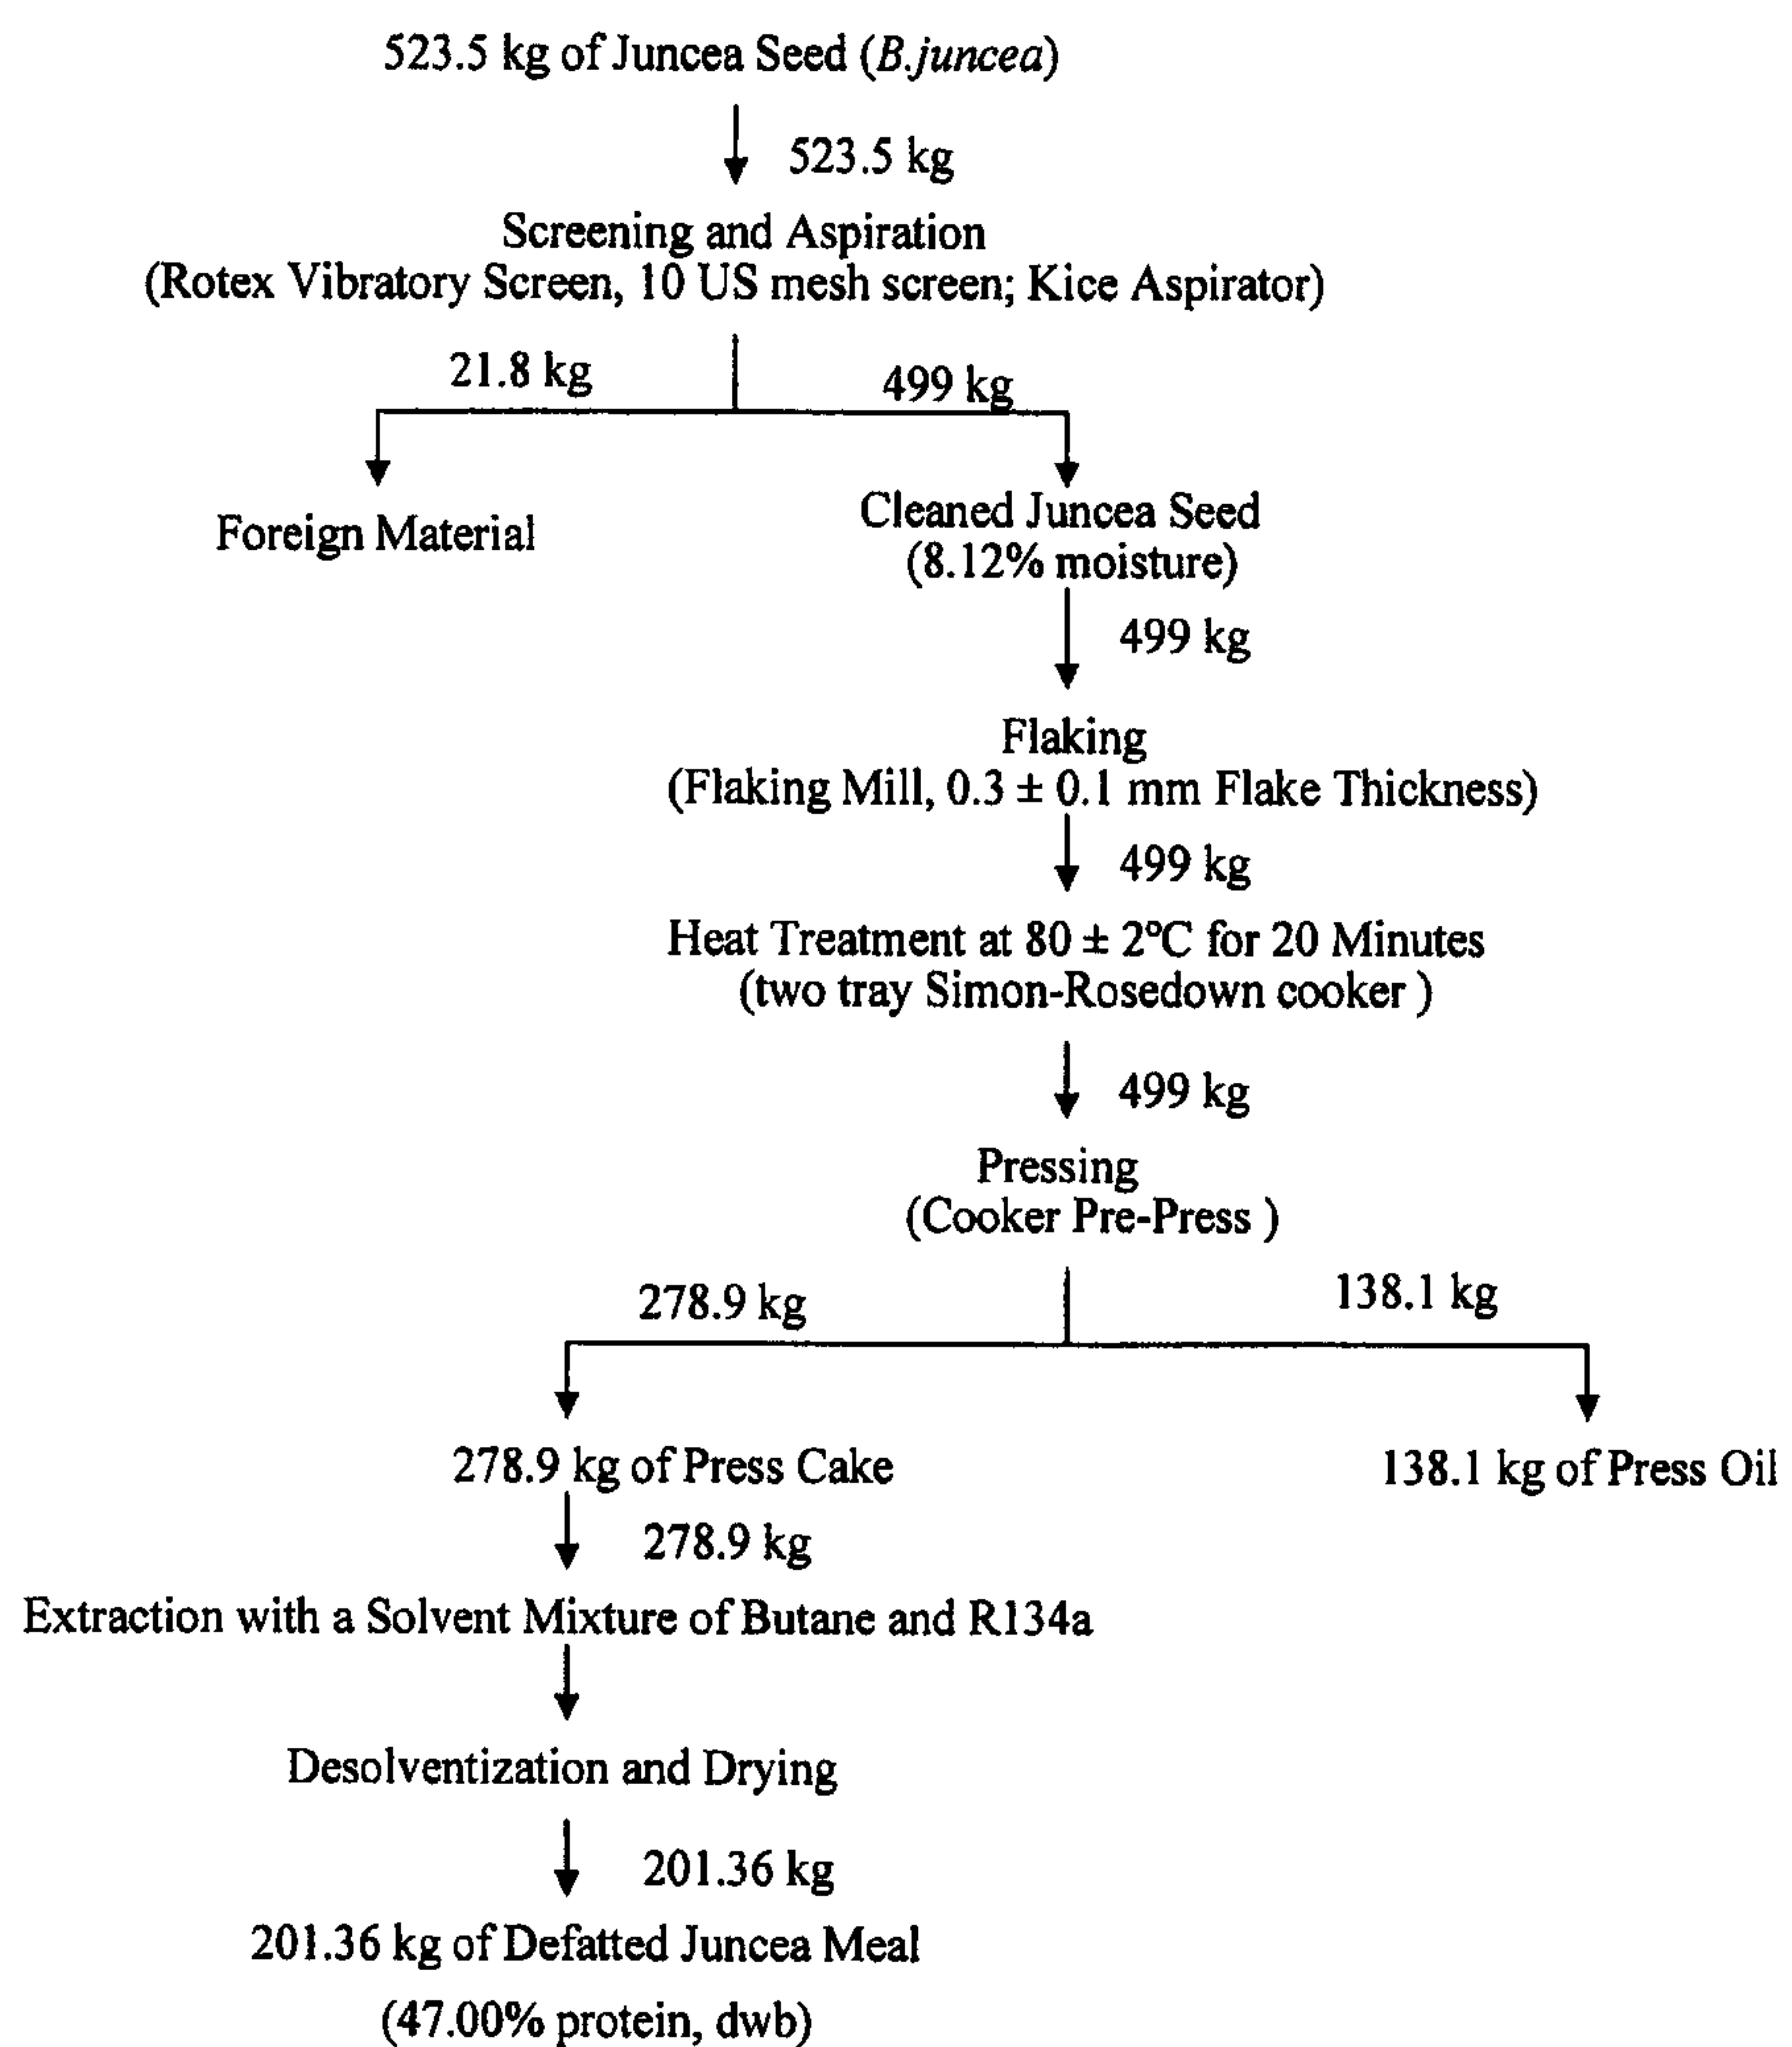 523.5 kg of Juncea Seed (B.juncea)
523.5 kg
Screening and Aspiration
(Rotex Vibratory Screen, 10 US mesh screen; Kice Aspirator)
21.8 kg
499 kg
Foreign Material
Cleaned Juncea Seed
(8.12% moisture)
499 kg
Flaking
(Flaking Mill, 0.3 ± 0.1 mm Flake Thickness)
499 kg
Heat Treatment at 80 ± 2°C for 20 Minutes
(two tray Simon-Rosedown cooker )
499 kg
Pressing
(Cooker Pre-Press )
278.9 kg
138.1 kg
278.9 kg of Press Cake
138.1 kg of Press Oil
278.9 kg
Extraction with a Solvent Mixture of Butane and R134a
Desolventization and Drying
201.36 kg
201.36 kg of Defatted Juncea Meal
(47.00% protein, dwb)